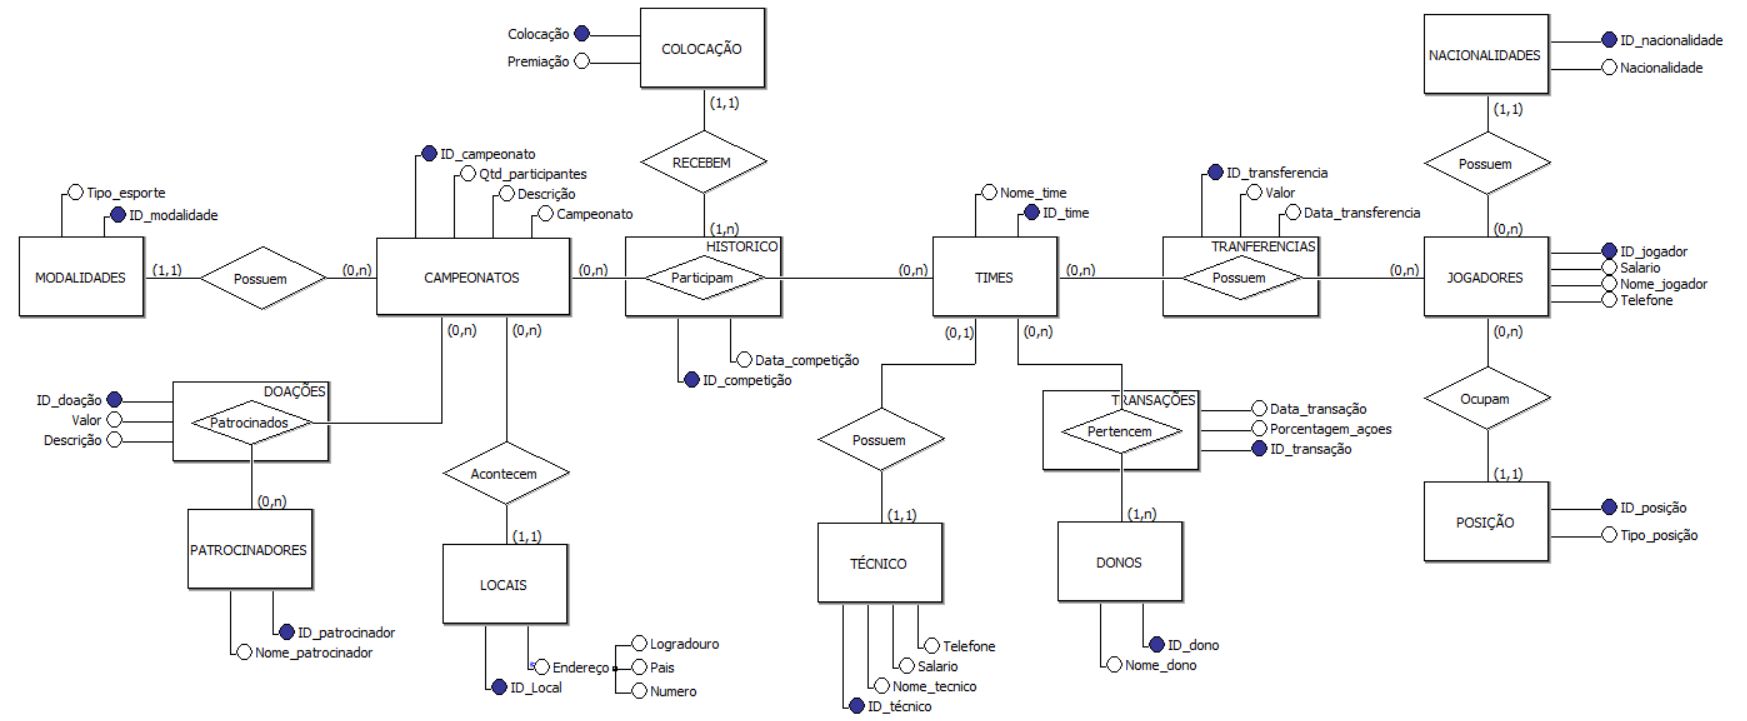 Colocação
Premiação
COLOCAÇÃO
(1,1)
RECEBEM
(1,n)
NACIONALIDADES
ID_nacionalidade
Nacionalidade
(1,1)
Possuem
(0,n)
Tipo_esporte
ID_modalidade
MODALIDADES
(1,1)
Possuem
(0,n)
ID_campeonato
Qtd_participantes
Descrição
Campeonato
CAMPEONATOS
(0,n)
HISTORICO
Participam
(0,n)
Data_competição
ID_competição
Nome_time
ID_time
TIMES
(0,n)
ID_transferencia
Valor
Data_transferencia
TRANFERENCIAS
Possuem
(0,n)
JOGADORES
ID_jogador
Salario
Nome_jogador
Telefone
(0,n)
(0,n)
(0,1)
(0,n)
(0,n)
ID_doação
Valor
Descrição
DOAÇÕES
Patrocinados
(0,n)
PATROCINADORES
ID_patrocinador
Nome_patrocinador
Acontecem
(1,1)
LOCAIS
ID_Local
Endereço
Logradouro
Pais
Numero
Possuem
(1,1)
TÉCNICO
Telefone
Salario
Nome_tecnico
ID_técnico
TRANSAÇÕES
Pertencem
Data_transação
Porcentagem_açoes
ID_transação
(1,n)
DONOS
ID_dono
Nome_dono
Ocupam
(1,1)
POSIÇÃO
ID_posição
Tipo_posição